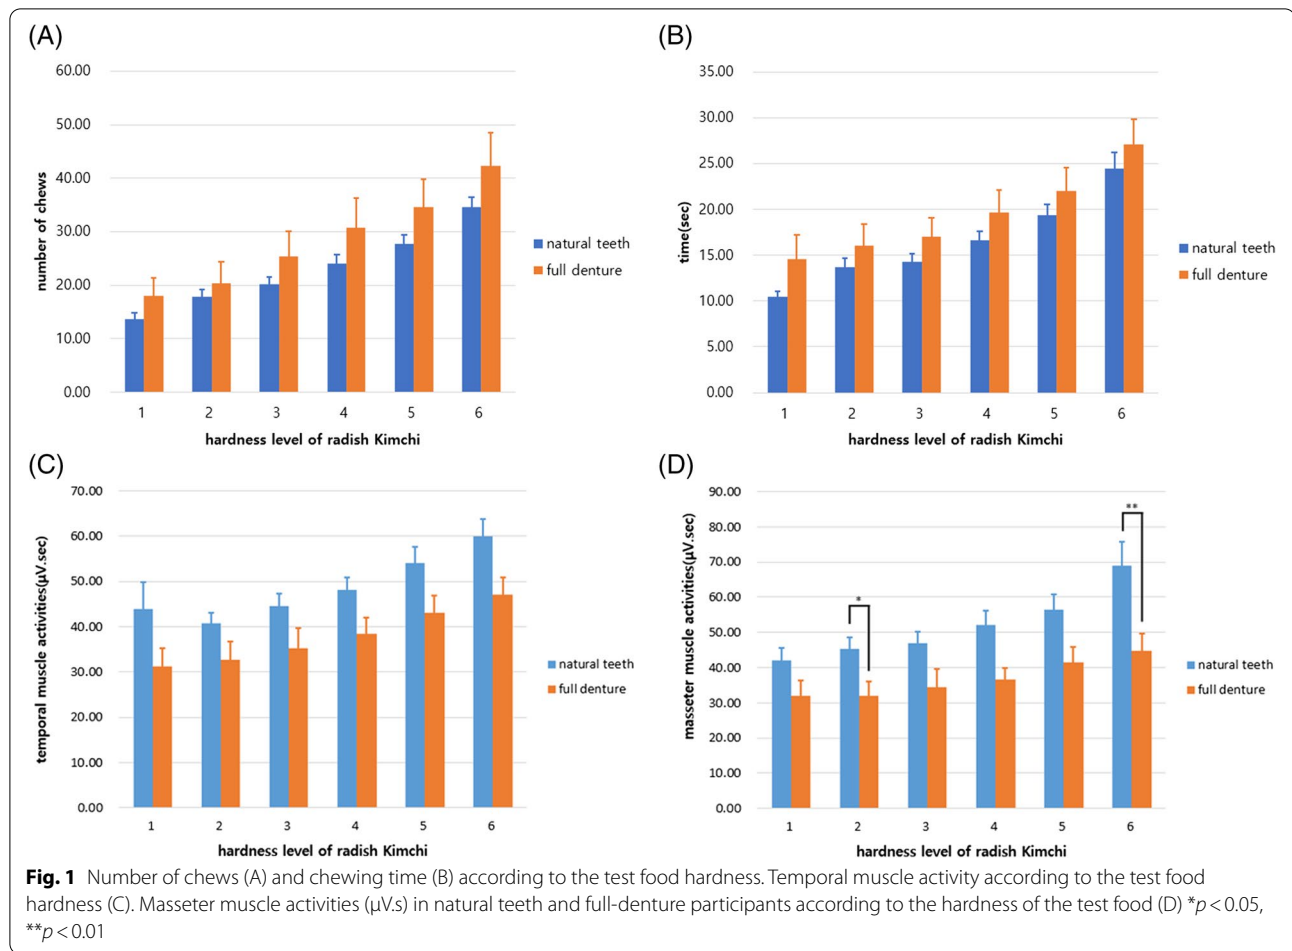 (A)
60.00
50.00
40.00
30.00
20.00
10.00
0.00
number of chews
1 2 3 4 5 6
hardness level of radish Kimchi
natural teeth
full denture
(B)
35.00
30.00
25.00
20.00
15.00
10.00
5.00
0.00
time(sec)
1 2 3 4 5 6
hardness level of radish Kimchi
natural teeth
full denture
(C)
70.00
60.00
50.00
40.00
30.00
20.00
10.00
0.00
temporal muscle activities(μV.sec)
1 2 3 4 5 6
hardness level of radish Kimchi
natural teeth
full denture
(D)
90.00
80.00
70.00
60.00
50.00
40.00
30.00
20.00
10.00
0.00
masseter muscle activities(μV.sec)
*
**
1 2 3 4 5 6
hardness level of radish Kimchi
natural teeth
full denture
Fig. 1 Number of chews (A) and chewing time (B) according to the test food hardness. Temporal muscle activity according to the test food
hardness (C). Masseter muscle activities (μV.s) in natural teeth and full-denture participants according to the hardness of the test food (D) *p < 0.05,
**p < 0.01